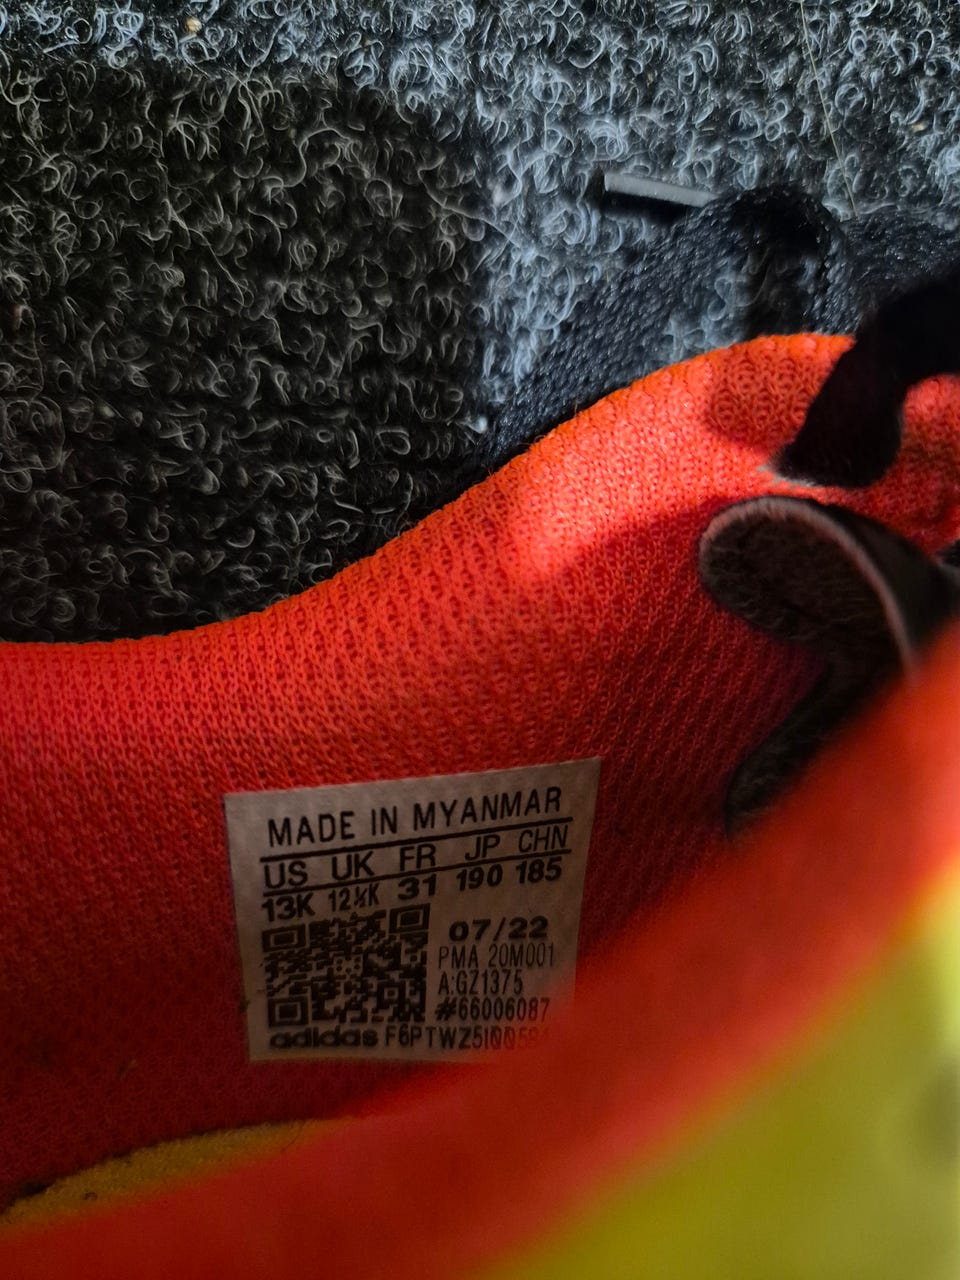 MADE IN MYANMAR
US UK FR JP CHN
13K 12½K 31 190 185
07/22
PMA 20M001
A:GZ1375
#66006087
adidas